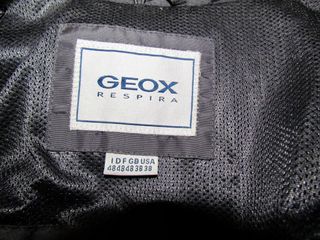 GEOX
RESPIRA
I D F GB USA
48 48 48 38 38